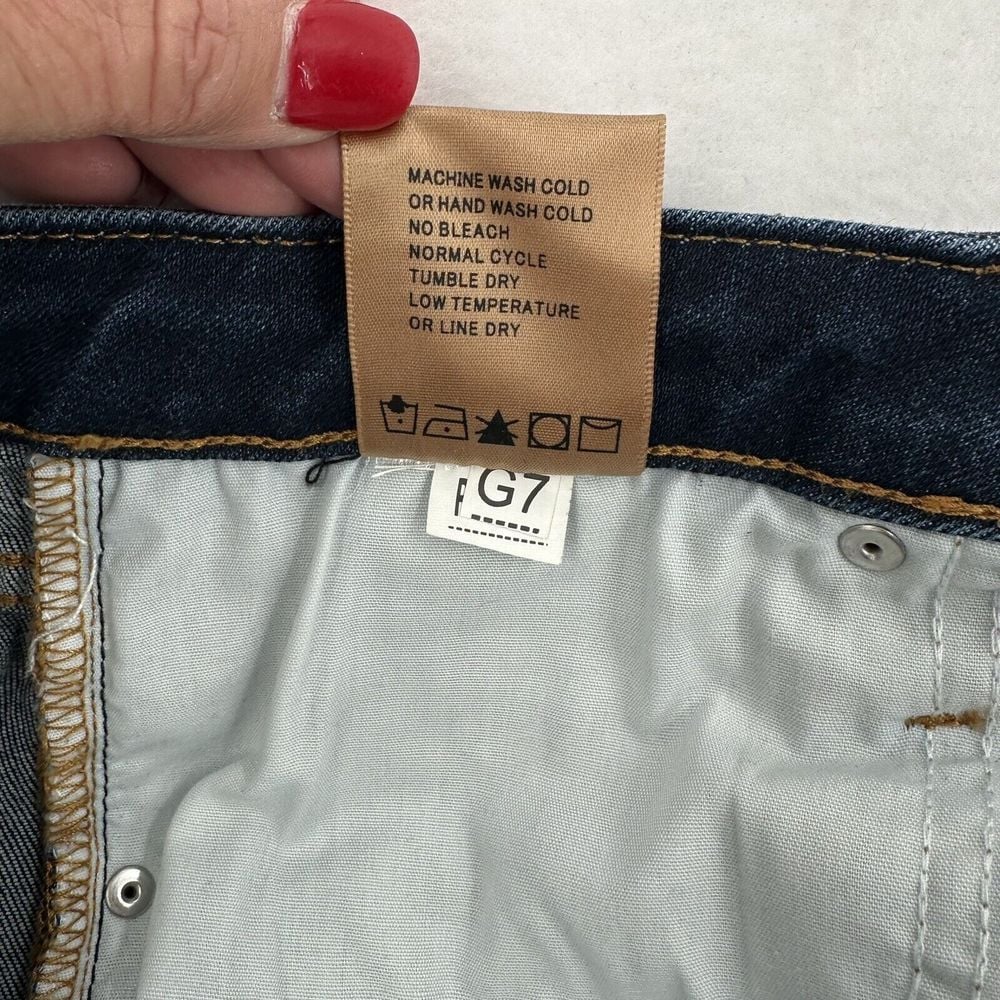 MACHINE WASH COLD
OR HAND WASH COLD
NO BLEACH
NORMAL CYCLE
TUMBLE DRY
LOW TEMPERATURE
OR LINE DRY
G7